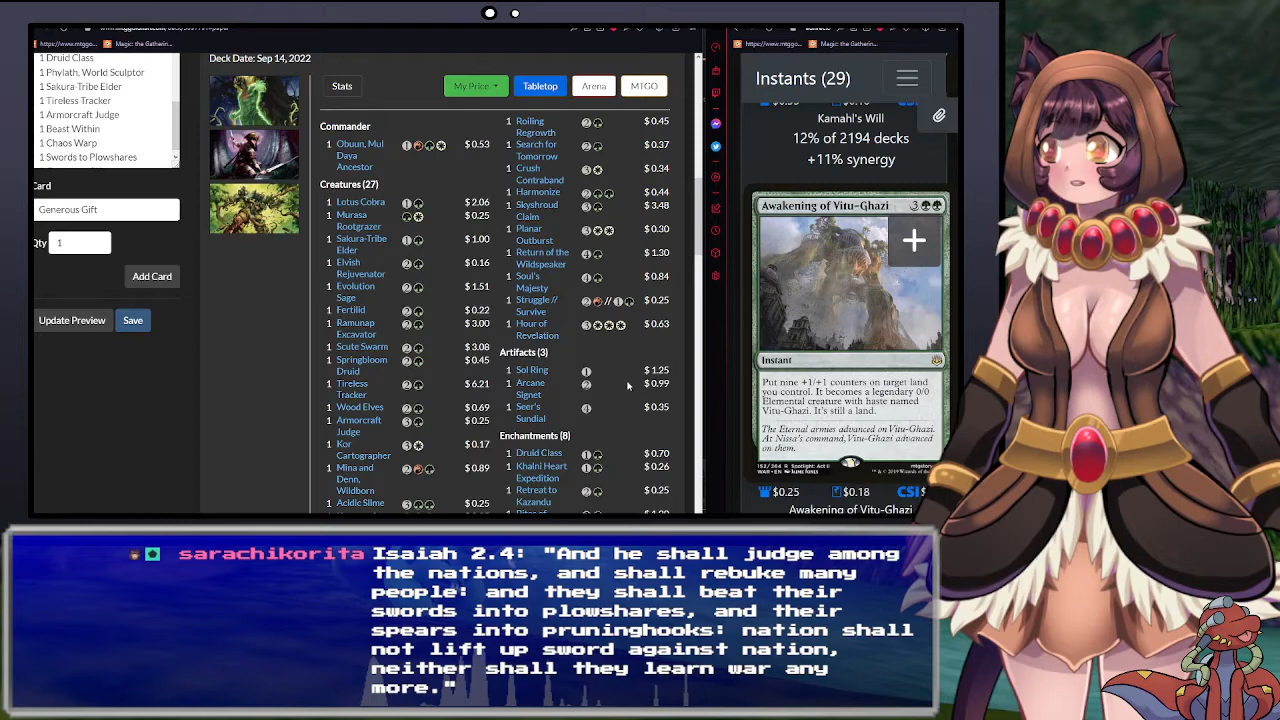 https://www.mtggo...
Magic: the Gatherin...
1 Druid Class
1 Phylath, World Sculptor
1 Sakura-Tribe Elder
1 Tireless Tracker
1 Armorcraft Judge
1 Beast Within
1 Chaos Warp
1 Swords to Plowshares
Card
Generous Gift
Qty
1
Add Card
Update Preview
Save
Deck Date: Sep 14, 2022
Stats
My Price
Tabletop
Arena
MTGO
Commander
1 Obuun, Mul $ 0.53
Daya
Ancestor
Creatures (27)
1 Lotus Cobra $ 2.02
1 Murasa
Rootgrazer
1 Sakura-Tribe
Elder
1 Elvish $ 0.16
Rejuvenator
1 Evolution $ 1.51
Sage
1 Fertilid $ 0.22
1 Ramunap $ 3.00
Excavator
1 Scute Swarm $ 3.08
1 Springbloom $ 0.45
Druid
1 Tireless $ 6.21
Tracker
1 Wood Elves $ 0.69
1 Armorcraft $ 0.25
Judge
1 Kor $ 0.17
Cartographer
1 Mina and $ 0.89
Denn,
Wildborn
1 Acidic Slime $ 0.25
1 Roiling $ 0.45
Regrowth
1 Search for $ 0.37
Tomorrow
1 Crush $ 0.34
Contraband
1 Harmonize $ 0.44
1 Skyshroud $ 3.48
Claim
1 Planar $ 0.30
Outburst
1 Return of the $ 1.30
Wildspeaker
1 Soul's $ 0.84
Majesty
1 Struggle // $ 0.25
Survive
1 Hour of $ 0.63
Revelation
Artifacts (3)
1 Sol Ring $ 1.25
1 Arcane $ 0.99
Signet
1 Seer's $ 0.35
Sundial
Enchantments (8)
1 Druid Class $ 0.70
1 Khalni Heart $ 0.26
Expedition
1 Retreat to $ 0.25
Kazandu
https://www.mtggo...
Magic: the Gatherin...
Instants (29)
Kamahl's Will
12% of 2194 decks
+11% synergy
Awakening of Vitu-Ghazi 3
Instant
Put nine +1/+1 counters on target land
you control. It becomes a legendary 0/0
Elemental creature with haste named
Vitu-Ghazi. It's still a land.
The Eternal armies advanced on Vitu-Ghazi.
At Nissa's command, Vitu-Ghazi advanced
on them.
$0.25 $0.18 CSI
Awakening of Vitu-Ghazi
sarachikorita Isaiah 2.4: "And he shall judge among
the nations, and shall rebuke many
people: and they shall beat their
swords into plowshares, and their
spears into pruninghooks: nation shall
not lift up sword against nation,
neither shall they learn war any
more."